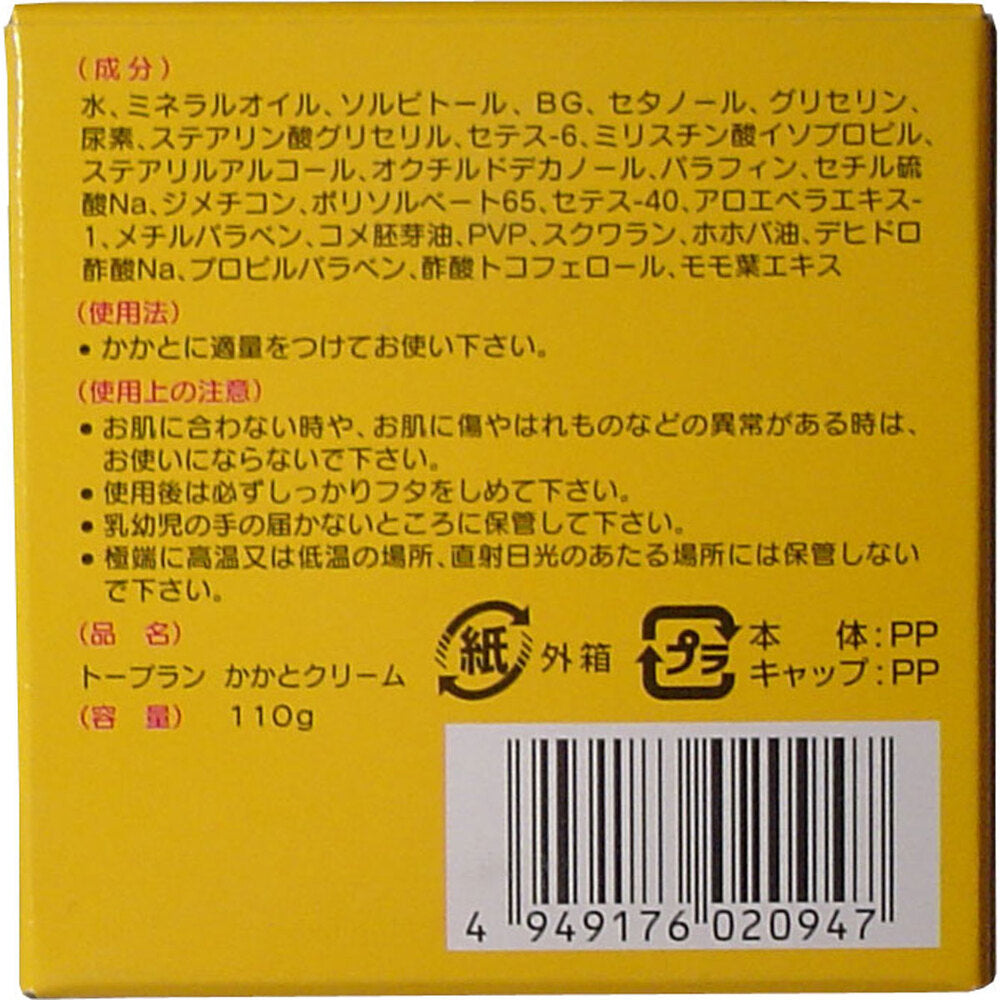 (成分)
水、ミネラルオイル、ソルビトール、BG、セタノール、グリセリン、
尿素、ステアリン酸グリセリル、セテス-6、ミリスチン酸イソプロピル、
ステアリルアルコール、オクチルドデカノール、パラフィン、セチル硫
酸Na、ジメチコン、ポリソルベート65、セテス-40、アロエベラエキス-
1、メチルパラベン、コメ胚芽油、PVP、スクワラン、ホホバ油、デヒドロ
酢酸Na、プロピルパラベン、酢酸トコフェロール、モモ葉エキス
(使用法)
● かかとに適量をつけてお使い下さい。
(使用上の注意)
● お肌に合わない時や、お肌に傷やはれものなどの異常がある時は、
お使いにならないで下さい。
● 使用後は必ずしっかりフタをしめて下さい。
● 乳幼児の手の届かないところに保管して下さい。
● 極端に高温又は低温の場所、直射日光のあたる場所には保管しない
で下さい。
(品 名)
トープラン かかとクリーム
(容 量) 110g
紙 外箱
プラ 本 体:PP
キャップ:PP
4 949176 020947